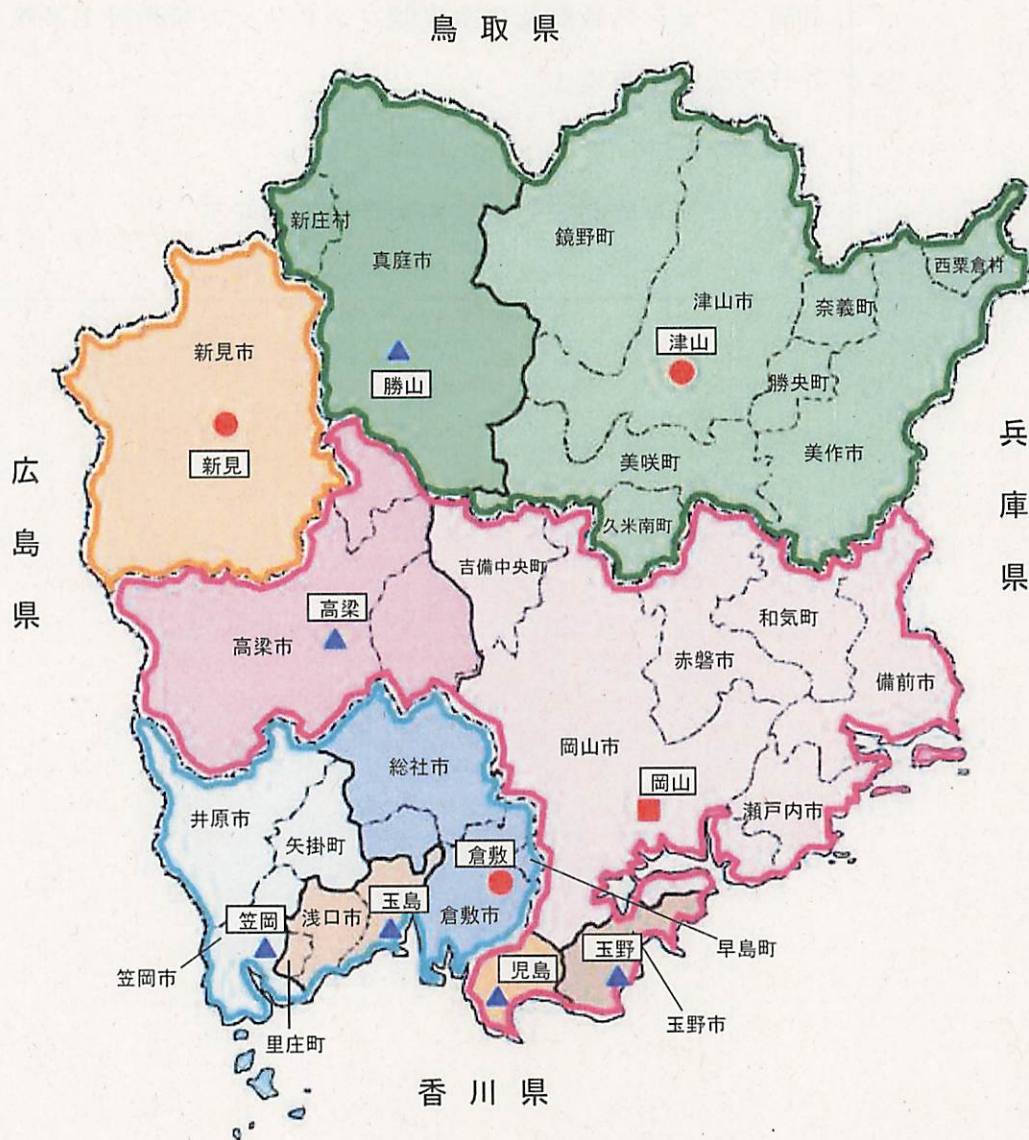 鳥取県
新庄村
真庭市
鏡野町
津山市
西粟倉村
奈義町
新見市
勝山
津山
勝央町
新見
美咲町
美作市
久米南町
広島県
兵庫県
吉備中央町
高梁
高梁市
和気町
赤磐市
備前市
総社市
岡山市
岡山
瀬戸内市
井原市
矢掛町
倉敷
浅口市
玉島
倉敷市
笠岡
早島町
児島
玉野
笠岡市
玉野市
里庄町
香川県